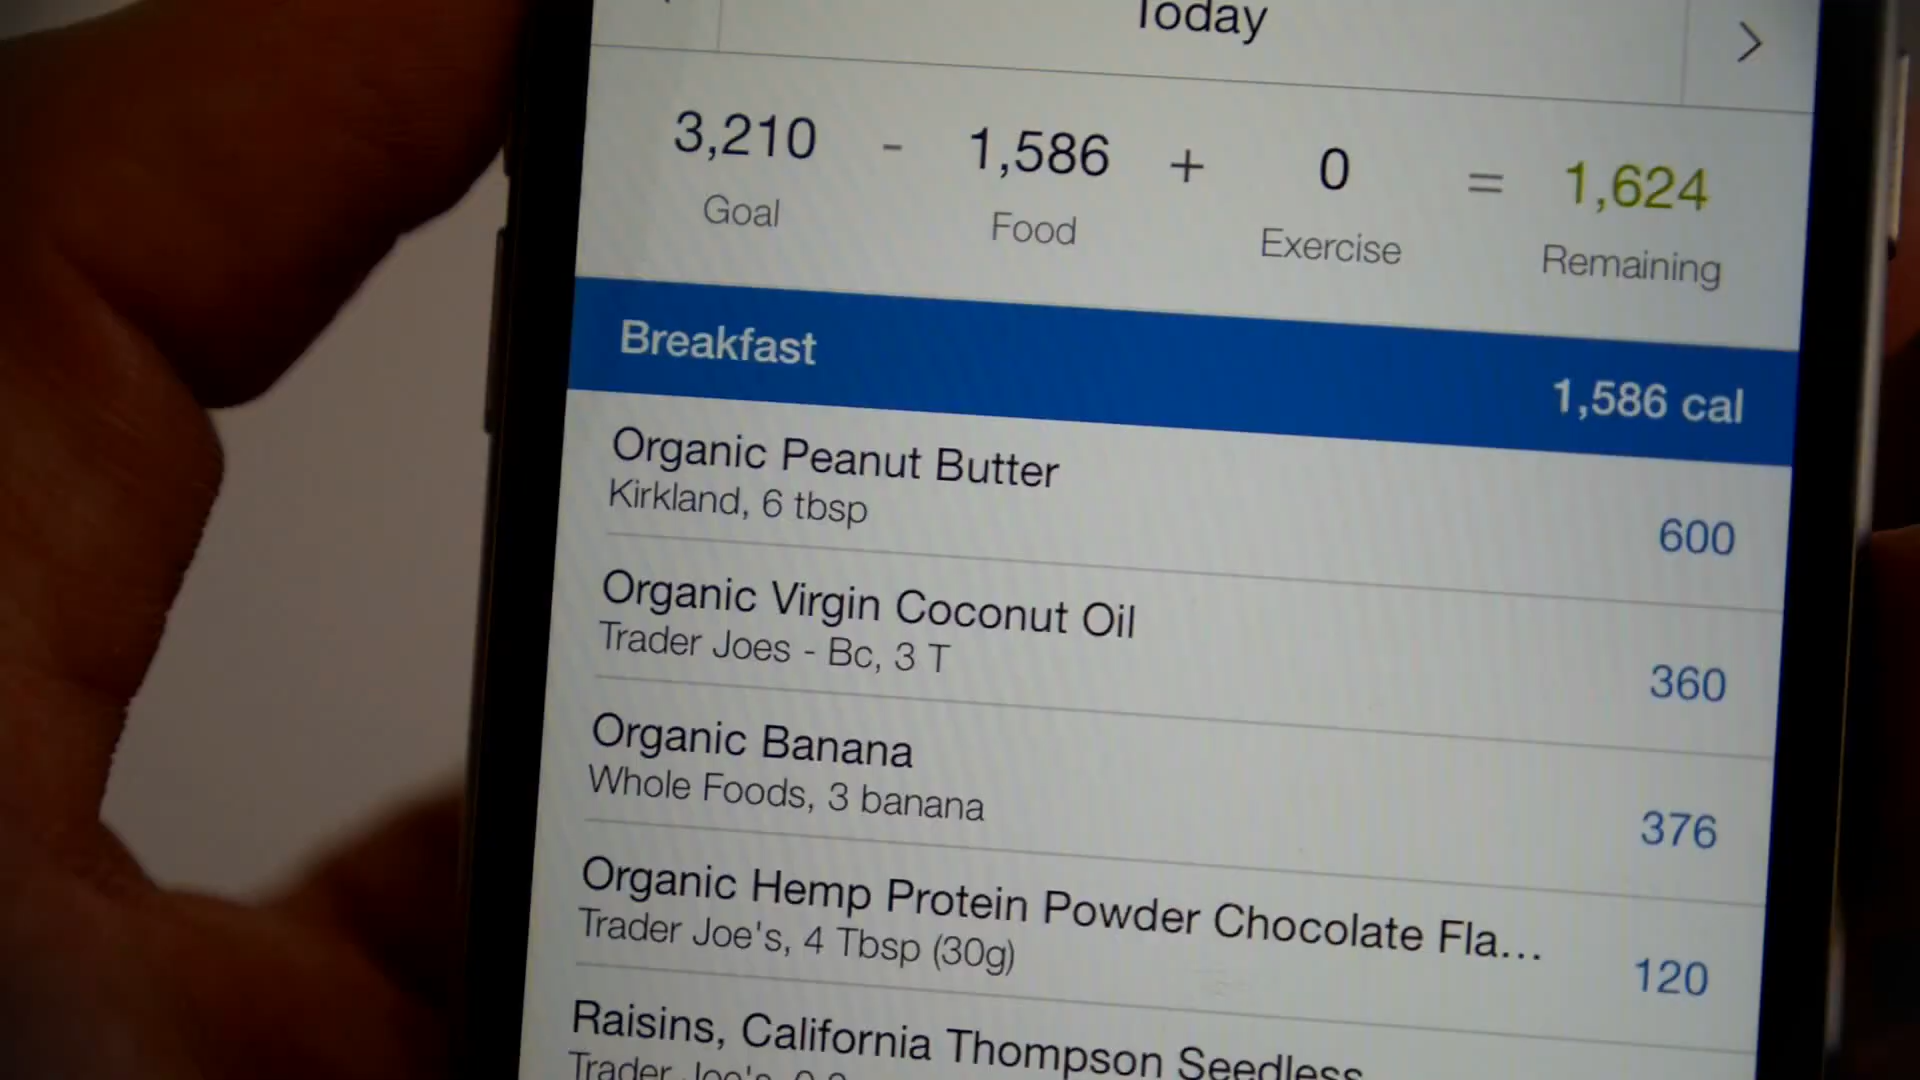 Today >
3,210 - 1,586 + 0 = 1,624
Goal Food Exercise Remaining
Breakfast 1,586 cal
Organic Peanut Butter
Kirkland, 6 tbsp 600
Organic Virgin Coconut Oil
Trader Joes - Bc, 3 T 360
Organic Banana
Whole Foods, 3 banana 376
Organic Hemp Protein Powder Chocolate Fla...
Trader Joe's, 4 Tbsp (30g) 120
Raisins, California Thompson Seedless
Trader Joe's,